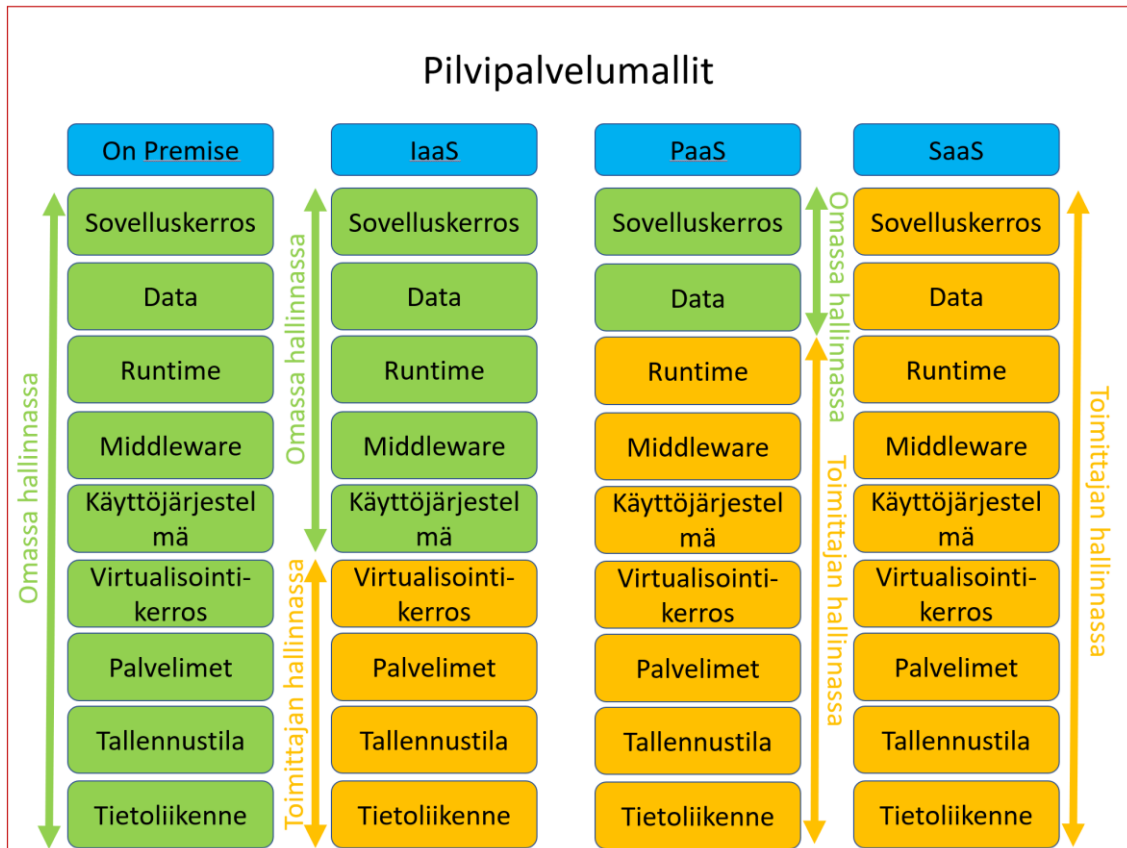 Pilvipalvelumallit
On Premise
Sovelluskerros
Data
Runtime
Middleware
Käyttöjärjestel
mä
Virtualisointi-
kerros
Palvelimet
Tallennustila
Tietoliikenne
Omassa hallinnassa
IaaS
Sovelluskerros
Data
Runtime
Middleware
Käyttöjärjestel
mä
Virtualisointi-
kerros
Palvelimet
Tallennustila
Tietoliikenne
Omassa hallinnassa
Toimittajan hallinnassa
PaaS
Sovelluskerros
Data
Runtime
Middleware
Käyttöjärjestel
mä
Virtualisointi-
kerros
Palvelimet
Tallennustila
Tietoliikenne
Omassa hallinnassa
Toimittajan hallinnassa
SaaS
Sovelluskerros
Data
Runtime
Middleware
Käyttöjärjestel
mä
Virtualisointi-
kerros
Palvelimet
Tallennustila
Tietoliikenne
Toimittajan hallinnassa